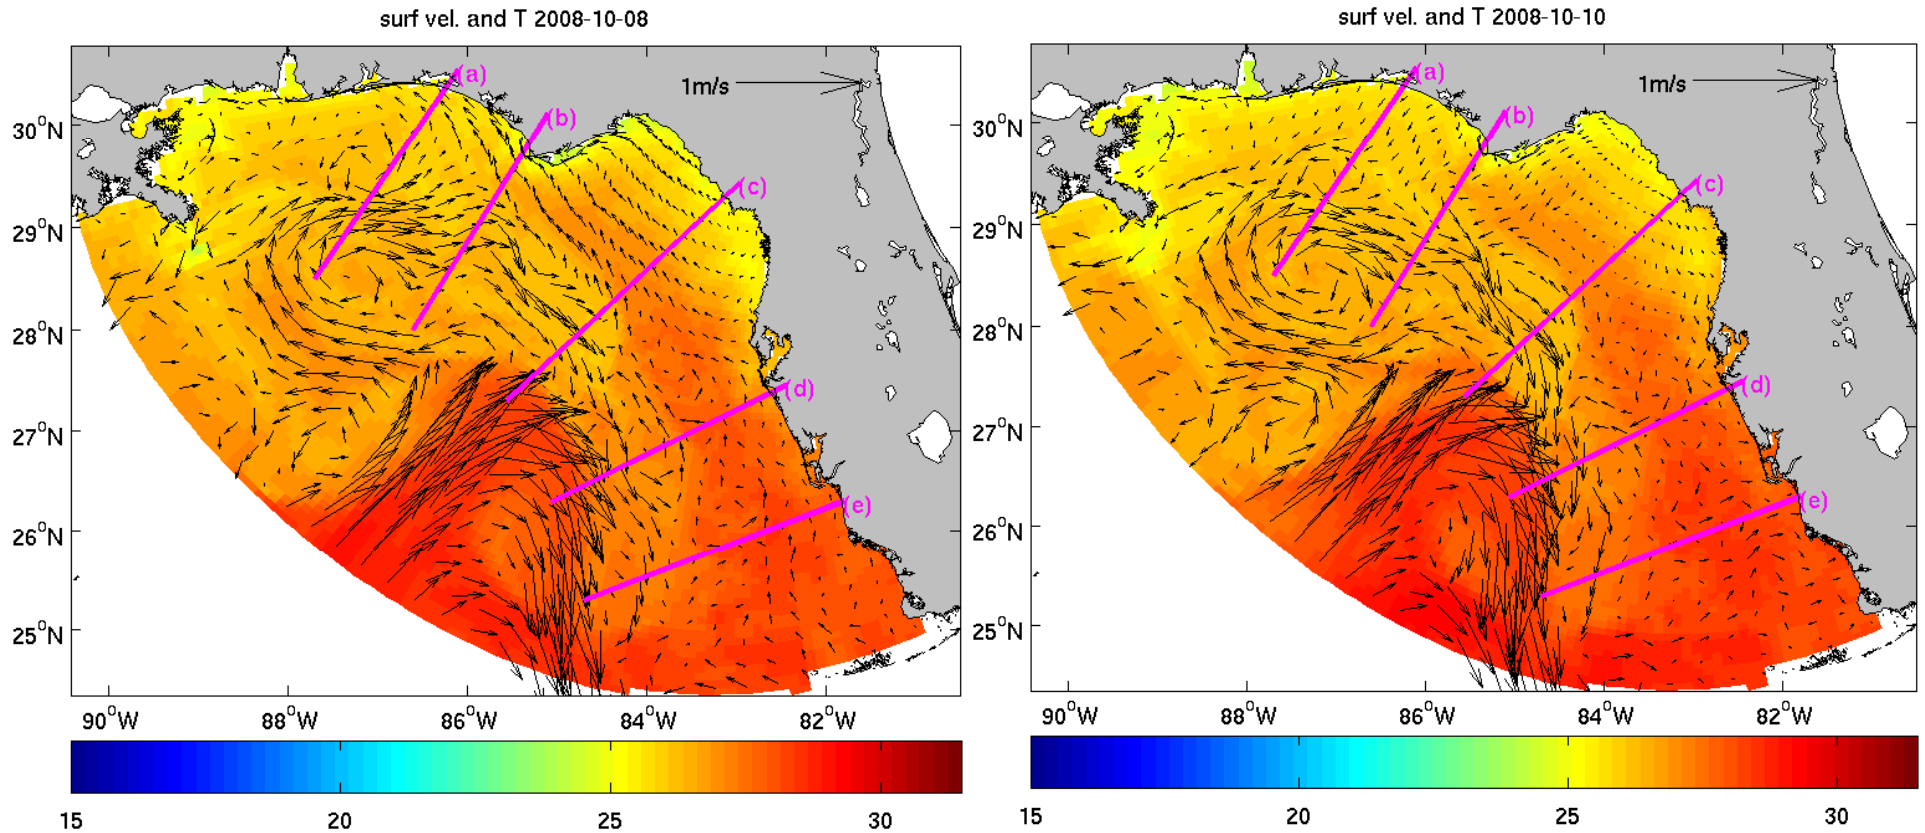 surf vel. and T 2008-10-08
1m/s
(a)
(b)
(c)
(d)
(e)
30°N
29°N
28°N
27°N
26°N
25°N
90°W 88°W 86°W 84°W 82°W
15 20 25 30
surf vel. and T 2008-10-10
1m/s
(a)
(b)
(c)
(d)
(e)
30°N
29°N
28°N
27°N
26°N
25°N
90°W 88°W 86°W 84°W 82°W
15 20 25 30